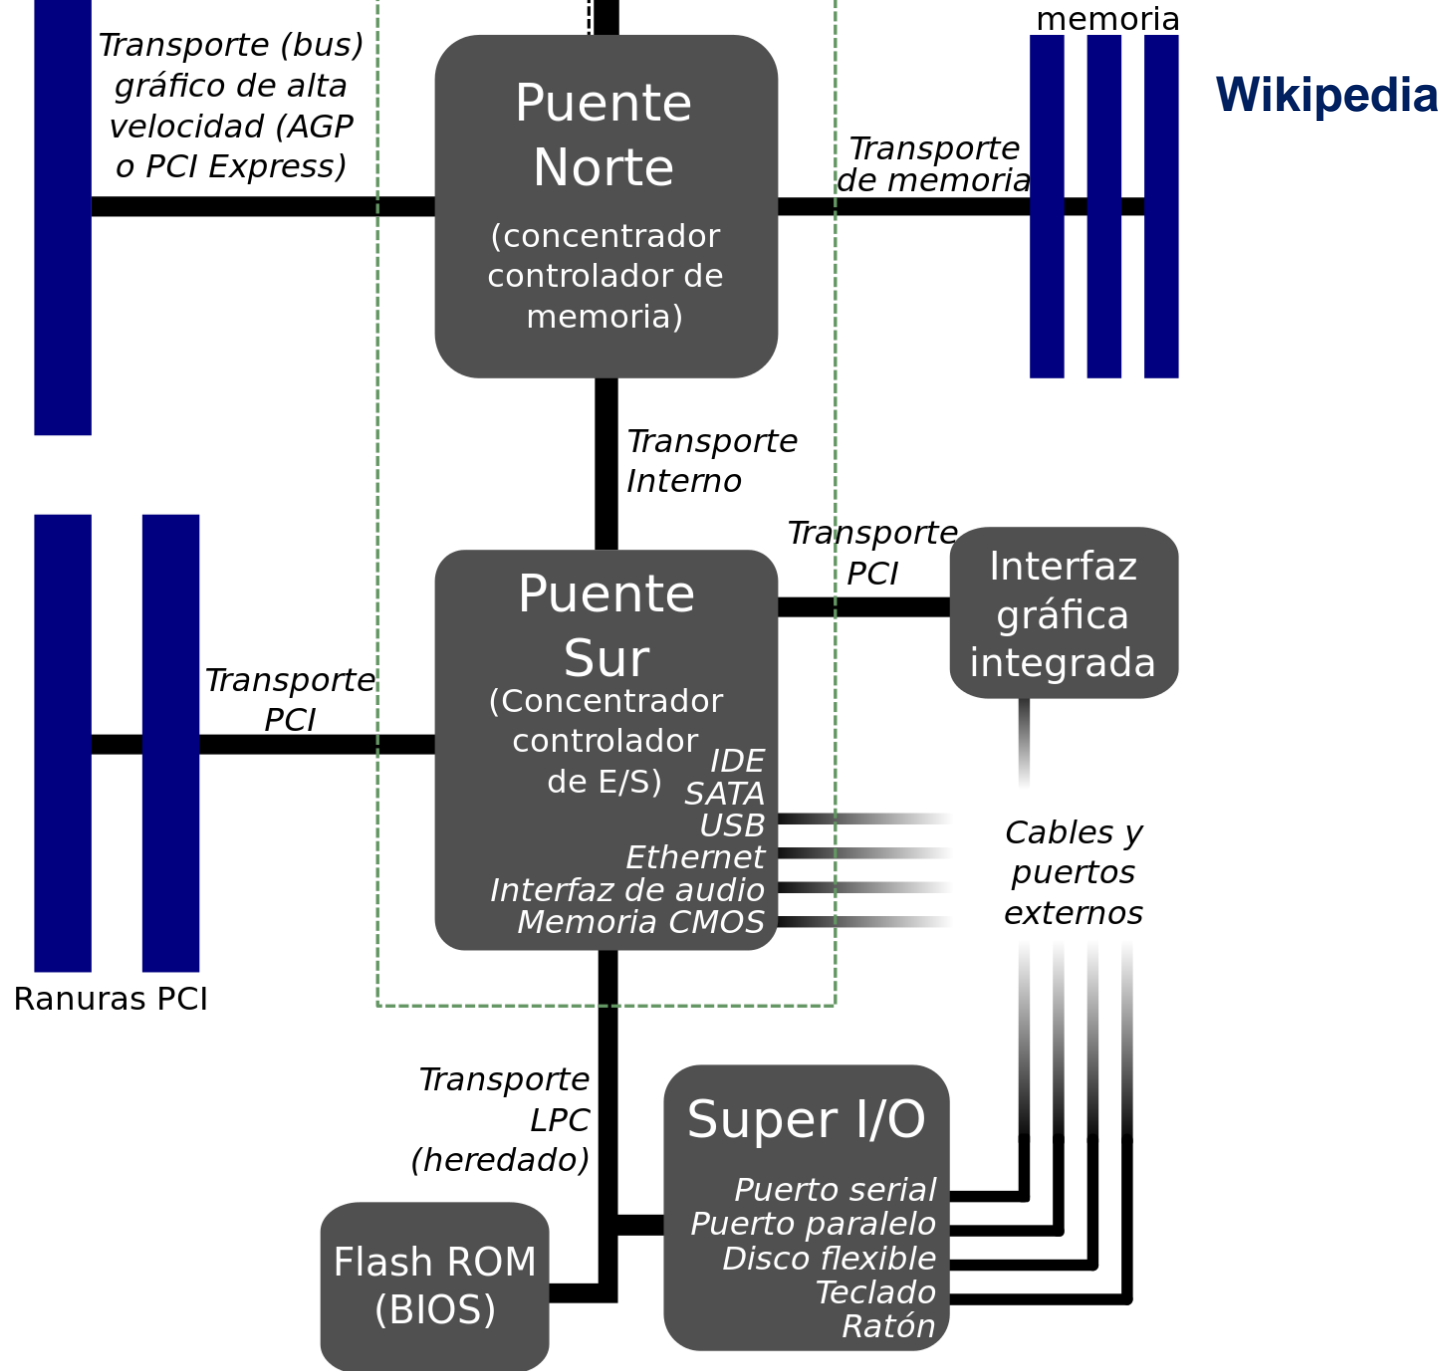 memoria
Wikipedia
Transporte (bus)
gráfico de alta
velocidad (AGP
o PCI Express)
Puente
Norte
(concentrador
controlador de
memoria)
Transporte
de memoria
Transporte
Interno
Transporte
PCI
Interfaz
gráfica
integrada
Puente
Sur
(Concentrador
controlador
de E/S)
IDE
SATA
USB
Ethernet
Interfaz de audio
Memoria CMOS
Transporte
PCI
Ranuras PCI
Cables y
puertos
externos
Transporte
LPC
(heredado)
Super I/O
Puerto serial
Puerto paralelo
Disco flexible
Teclado
Ratón
Flash ROM
(BIOS)